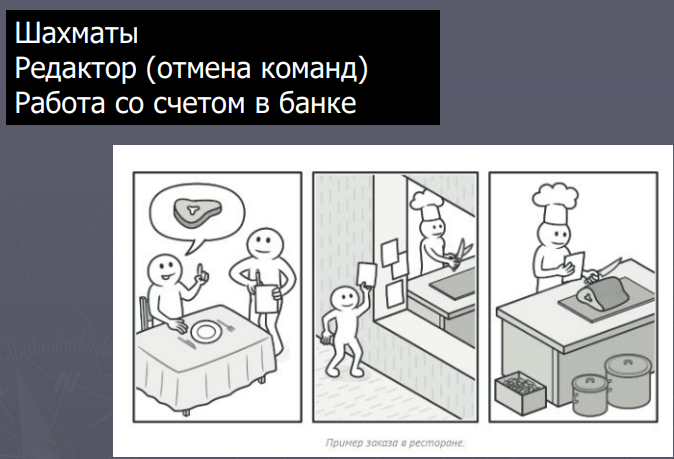 Шахматы
Редактор (отмена команд)
Работа со счетом в банке
Пример заказа в ресторане.